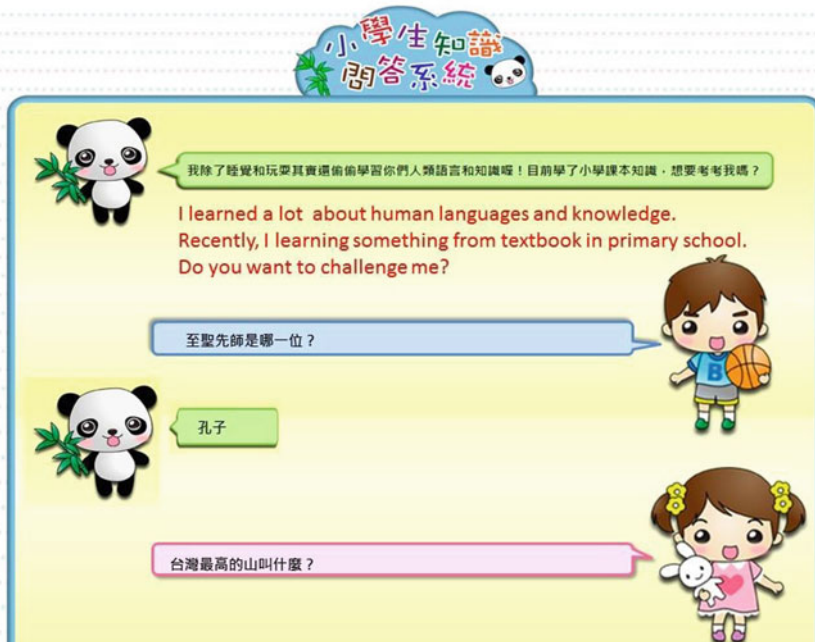 小學生知識
問答系統
我除了睡覺和玩耍其實還偷偷學習你們人類語言和知識喔！目前學了小學課本知識，想要考考我嗎？
I learned a lot about human languages and knowledge.
Recently, I learning something from textbook in primary school.
Do you want to challenge me?
至聖先師是哪一位？
B
孔子
台灣最高的山叫什麼？